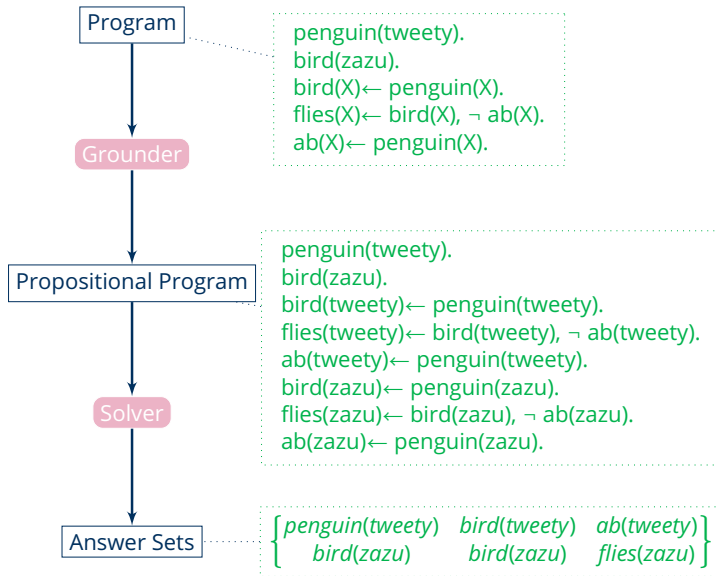 Program
penguin(tweety).
bird(zazu).
bird(X)← penguin(X).
flies(X)← bird(X), ¬ ab(X).
ab(X)← penguin(X).
Grounder
Propositional Program
penguin(tweety).
bird(zazu).
bird(tweety)← penguin(tweety).
flies(tweety)← bird(tweety), ¬ ab(tweety).
ab(tweety)← penguin(tweety).
bird(zazu)← penguin(zazu).
flies(zazu)← bird(zazu), ¬ ab(zazu).
ab(zazu)← penguin(zazu).
Solver
Answer Sets
{penguin(tweety) bird(tweety) ab(tweety)
bird(zazu) bird(zazu) flies(zazu)}